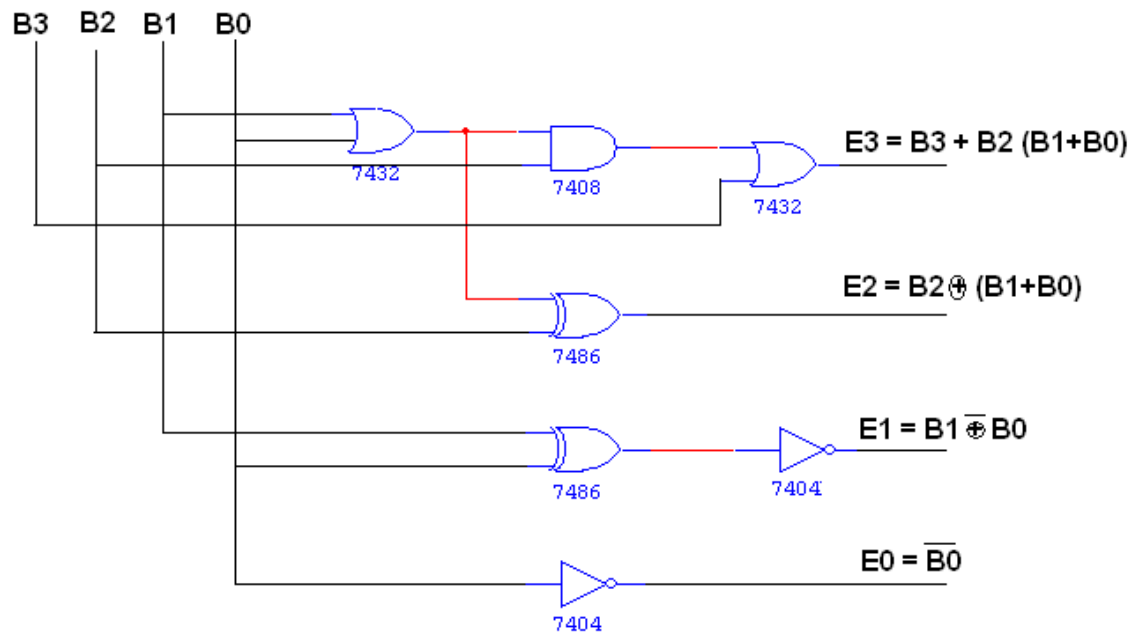 B3 B2 B1 B0
E3 = B3 + B2 (B1+B0)
7432
7408
7432
E2 = B2 ⊕ (B1+B0)
7486
E1 = B1 ⊕̅ B0
7486
7404
E0 = B̅0̅
7404